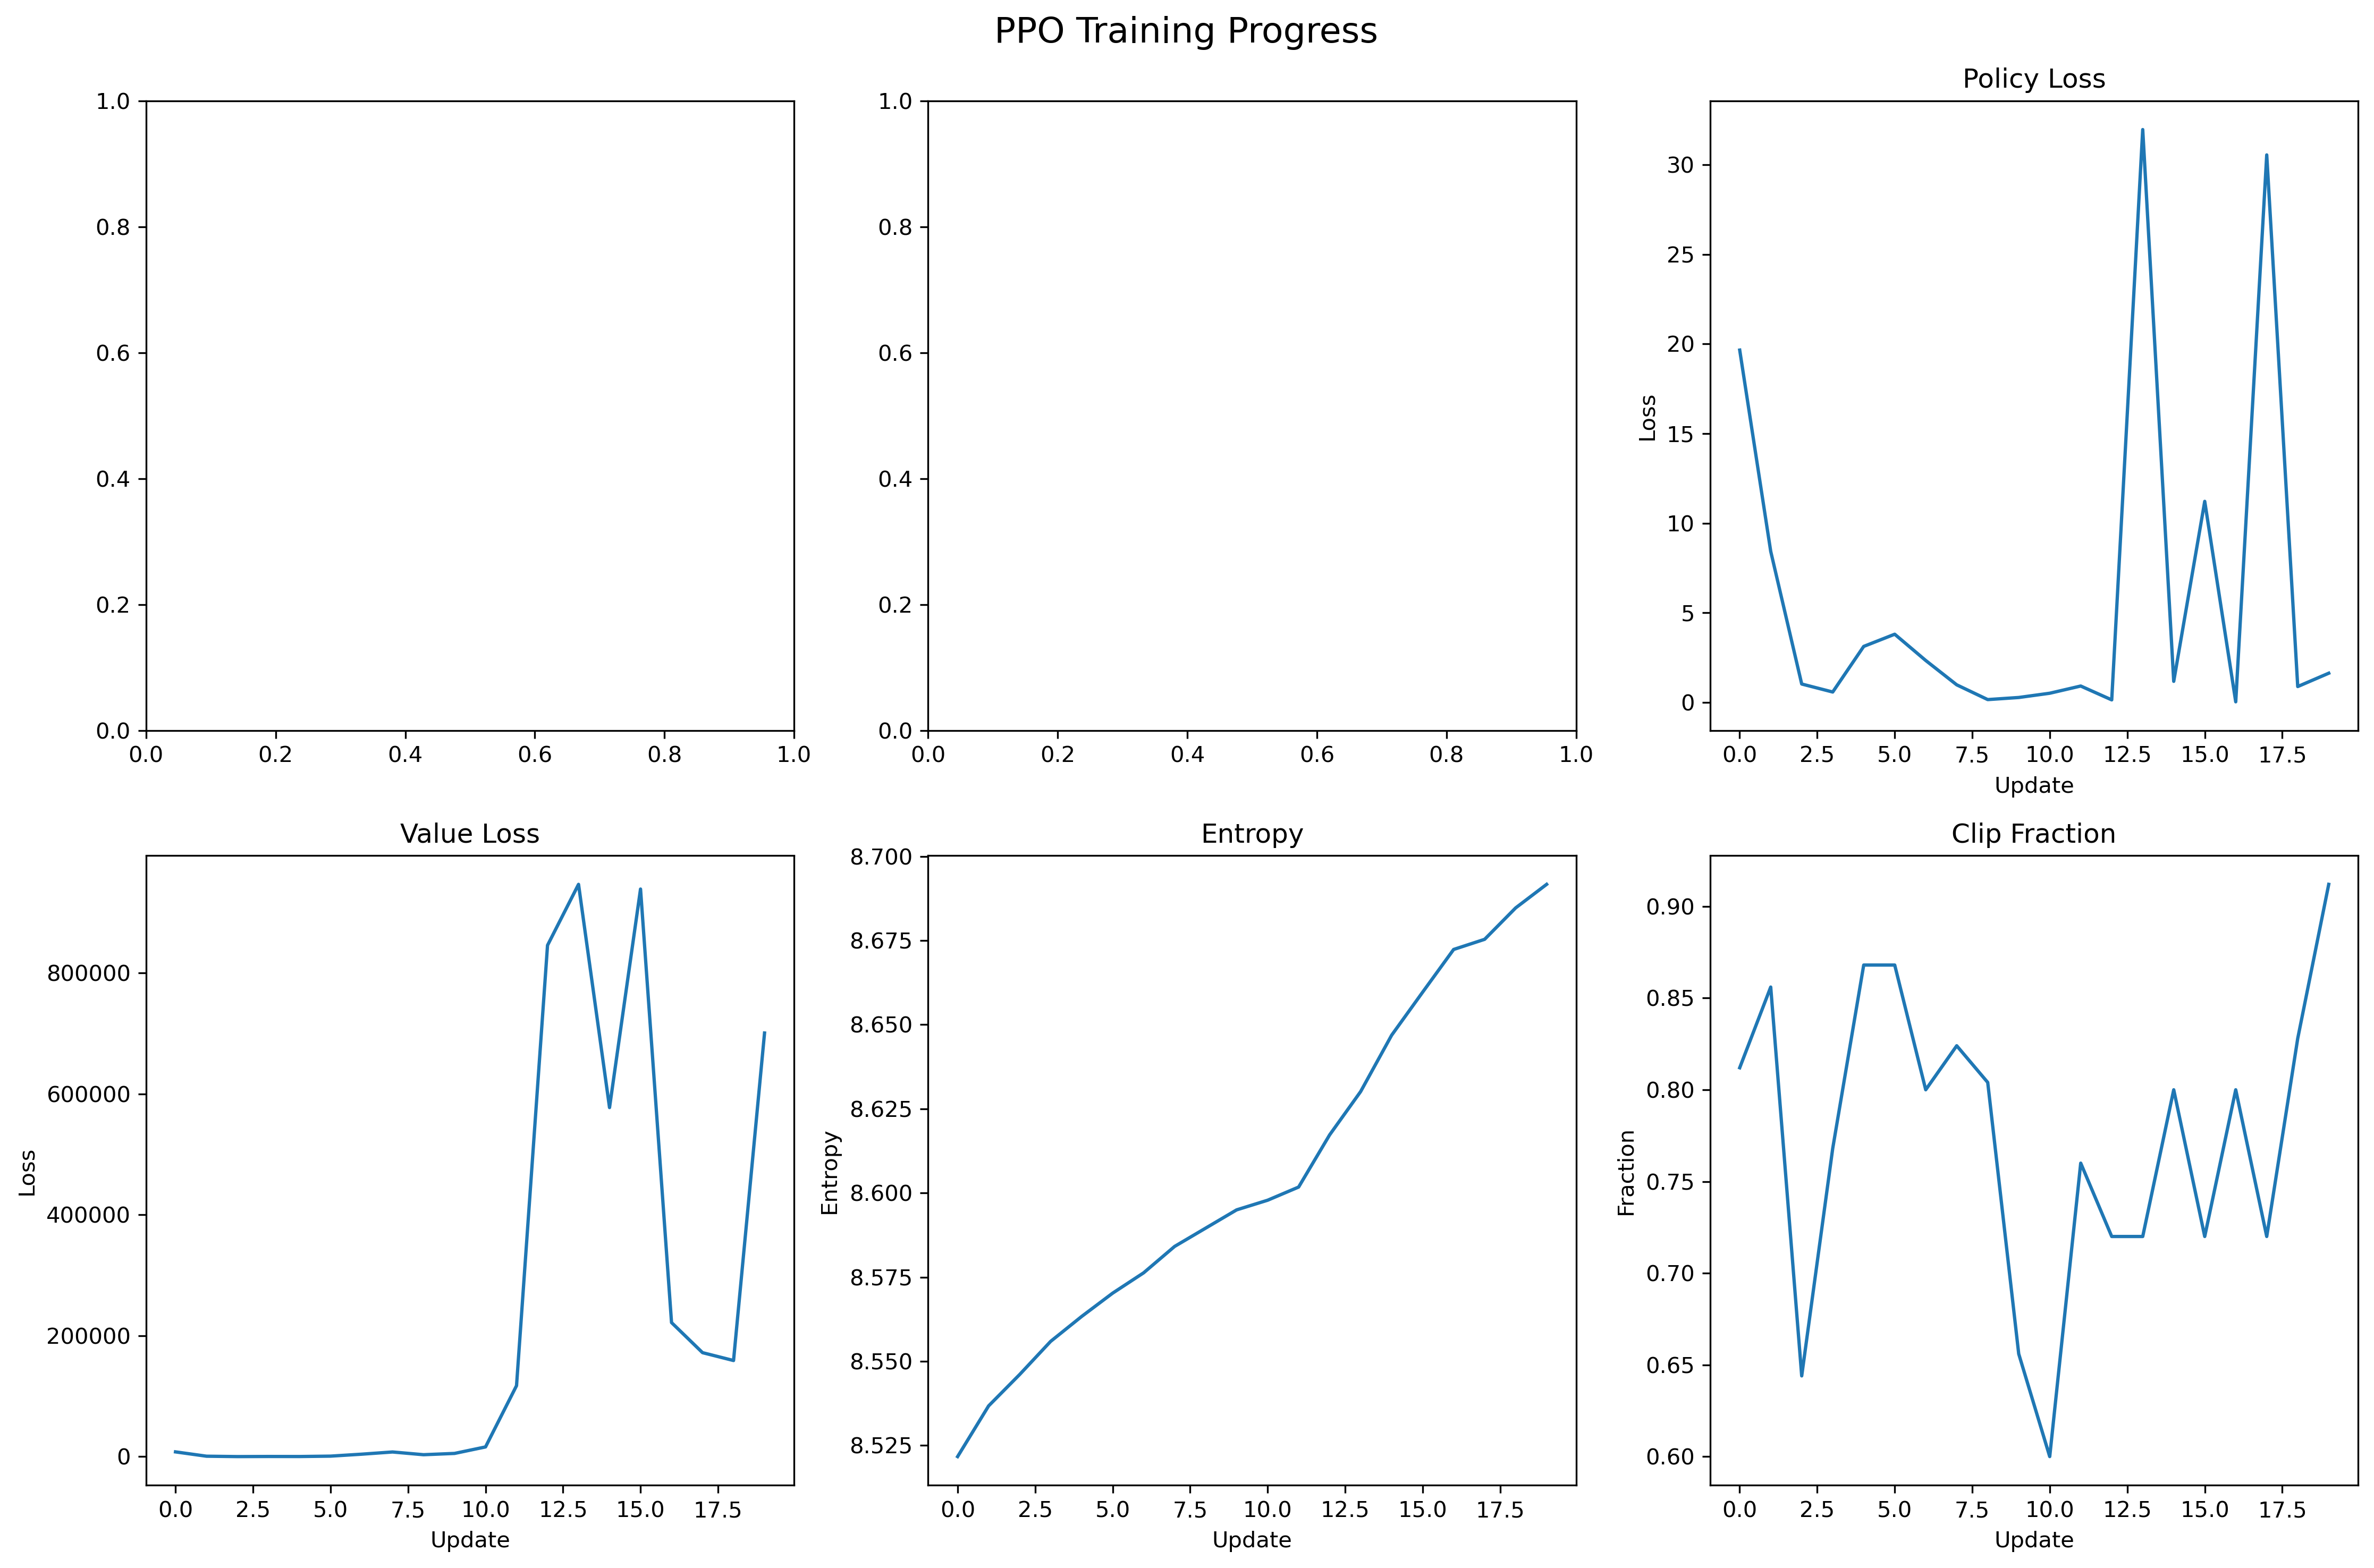 PPO Training Progress
1.0
0.8
0.6
0.4
0.2
0.0
0.0 0.2 0.4 0.6 0.8 1.0
1.0
0.8
0.6
0.4
0.2
0.0
0.0 0.2 0.4 0.6 0.8 1.0
Policy Loss
Loss
30
25
20
15
10
5
0
0.0 2.5 5.0 7.5 10.0 12.5 15.0 17.5
Update
Value Loss
Loss
800000
600000
400000
200000
0
0.0 2.5 5.0 7.5 10.0 12.5 15.0 17.5
Update
Entropy
Entropy
8.700
8.675
8.650
8.625
8.600
8.575
8.550
8.525
0.0 2.5 5.0 7.5 10.0 12.5 15.0 17.5
Update
Clip Fraction
Fraction
0.90
0.85
0.80
0.75
0.70
0.65
0.60
0.0 2.5 5.0 7.5 10.0 12.5 15.0 17.5
Update